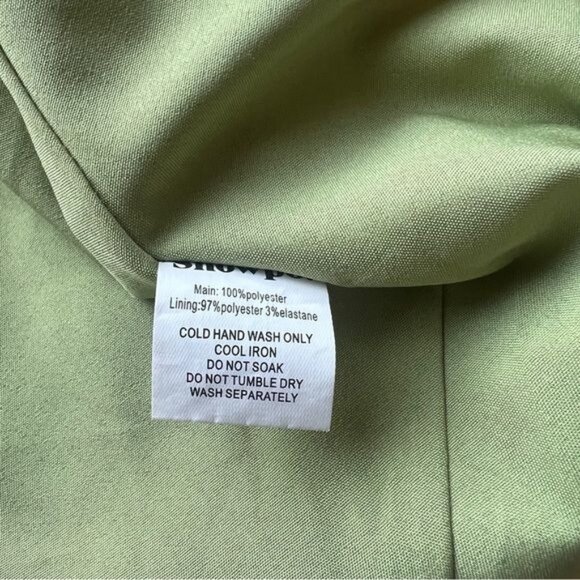 Main: 100%polyester
Lining:97%polyester 3%elastane
COLD HAND WASH ONLY
COOL IRON
DO NOT SOAK
DO NOT TUMBLE DRY
WASH SEPARATELY